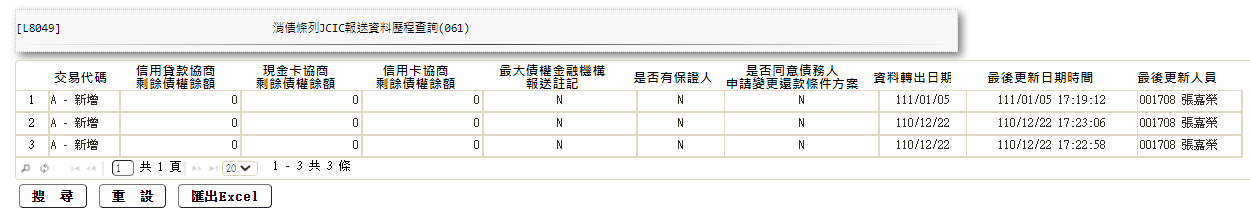 [L8049] 消債條列JCIC報送資料歷程查詢(061)
交易代碼 信用貸款協商 剩餘債權餘額 現金卡協商 剩餘債權餘額 信用卡協商 剩餘債權餘額 最大債權金融機構 報送註記 是否有保證人 是否同意債務人 申請變更還款條件方案 資料轉出日期 最後更新日期時間 最後更新人員
1 A - 新增 0 0 0 N N N 111/01/05 111/01/05 17:19:12 001708 張嘉榮
2 A - 新增 0 0 0 N N N 110/12/22 110/12/22 17:23:06 001708 張嘉榮
3 A - 新增 0 0 0 N N N 110/12/22 110/12/22 17:22:58 001708 張嘉榮
1 共 1 頁 20 1 - 3 共 3 條
搜 尋 重 設 匯出Excel